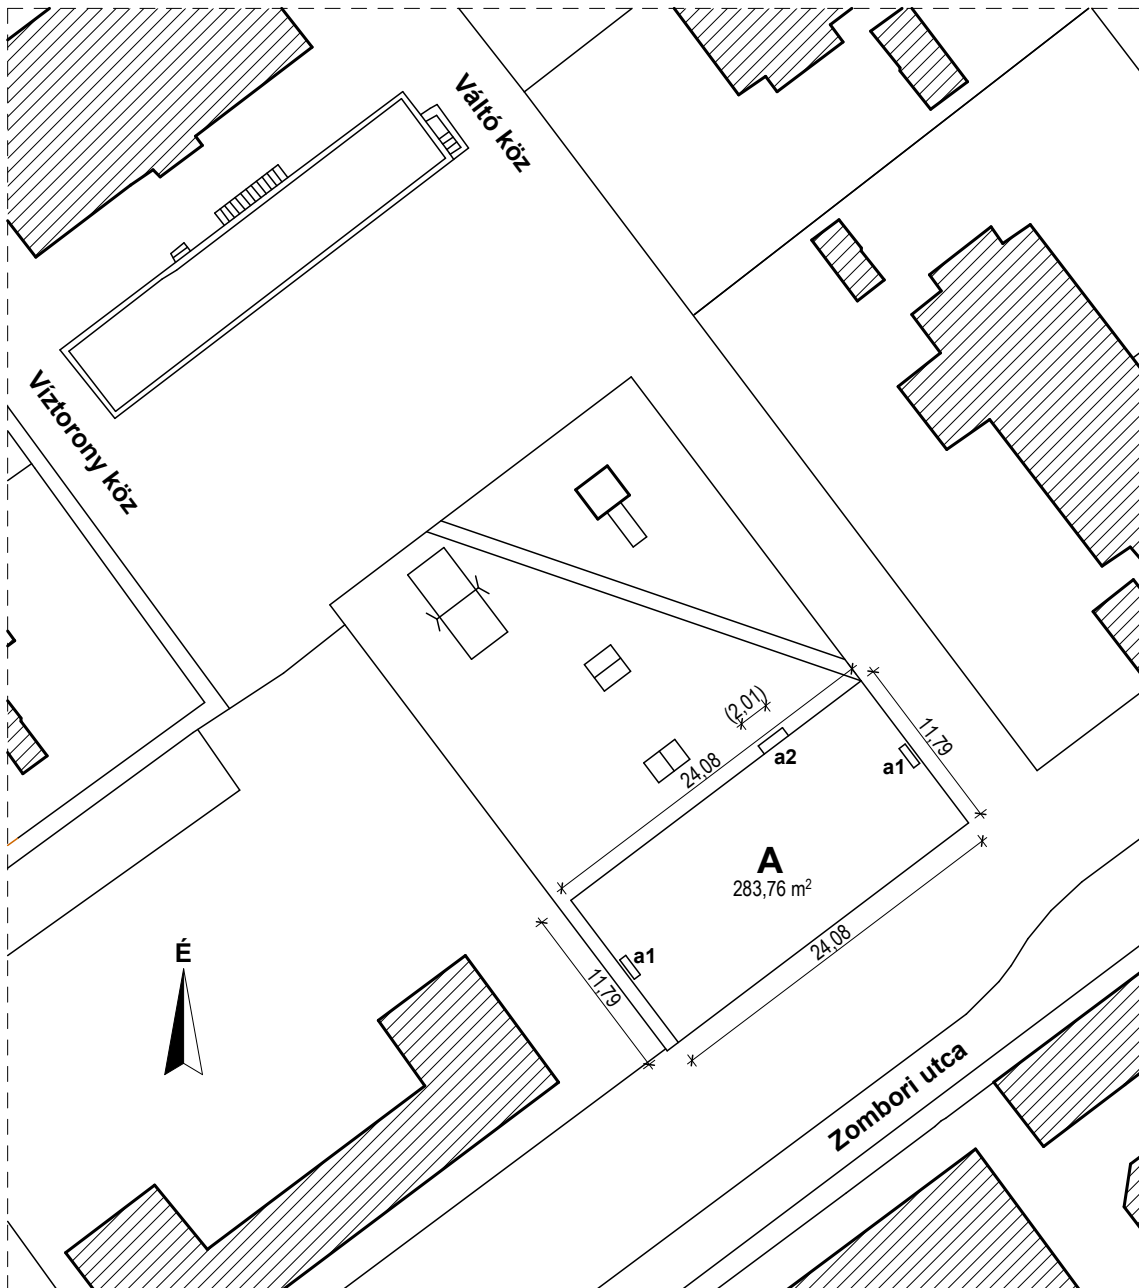 Váltó köz
Víztorony köz
(2,01)
24,08
a2
11,79
a1
A
283,76 m²
24,08
a1
11,79
É
Zombori utca